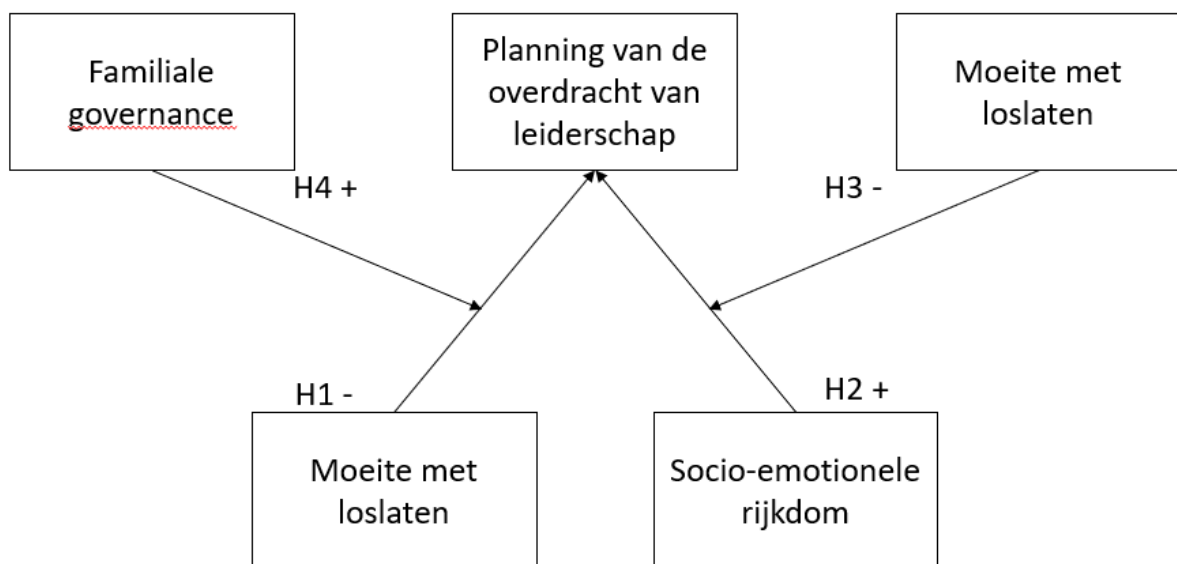 Familiale
governance
Planning van de
overdracht van
leiderschap
Moeite met
loslaten
H4 +
H3 -
H1 -
H2 +
Moeite met
loslaten
Socio-emotionele
rijkdom